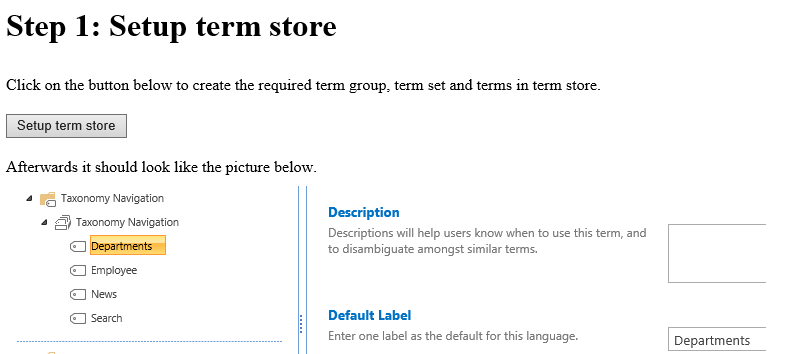 Step 1: Setup term store
Click on the button below to create the required term group, term set and terms in term store.
Setup term store
Afterwards it should look like the picture below.
Taxonomy Navigation
Taxonomy Navigation
Departments
Employee
News
Search
Description
Descriptions will help users know when to use this term, and
to disambiguate amongst similar terms.
Default Label
Enter one label as the default for this language.
Departments